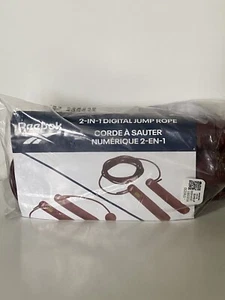 2-IN-1 DIGITAL JUMP ROPE
Reebok
CORDE À SAUTER
NUMÉRIQUE 2-EN-1